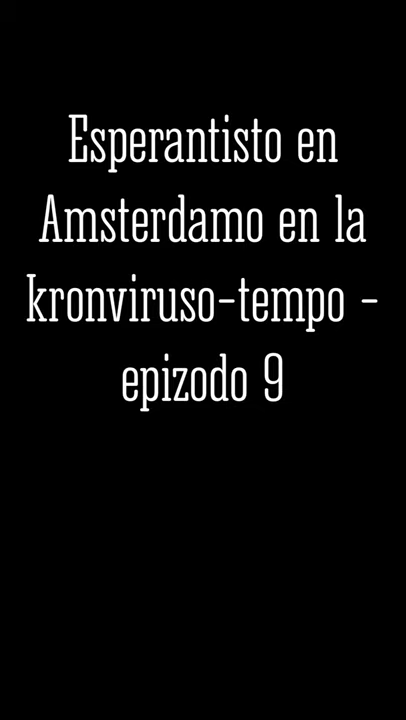 Esperantisto en
Amsterdamo en la
kronviruso-tempo -
epizodo 9